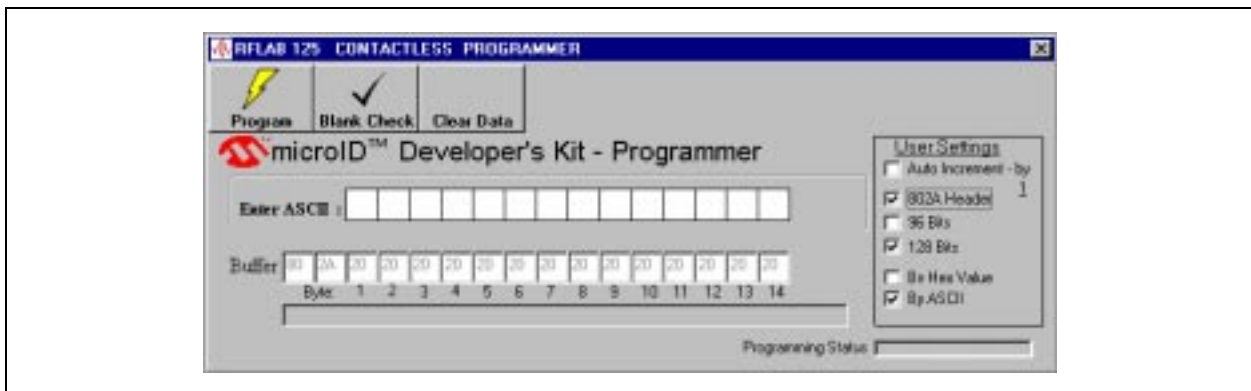 RFLAB 125 CONTACTLESS PROGRAMMER
Program Blank Check Clear Data
microID™ Developer's Kit - Programmer
Enter ASCII :
Buffer 80 2A 20 20 20 20 20 20 20 20 20 20 20 20 20 20
Byte: 1 2 3 4 5 6 7 8 9 10 11 12 13 14
User Settings
Auto Increment - by
1
802A Header
96 Bits
128 Bits
By Hex Value
By ASCII
Programming Status